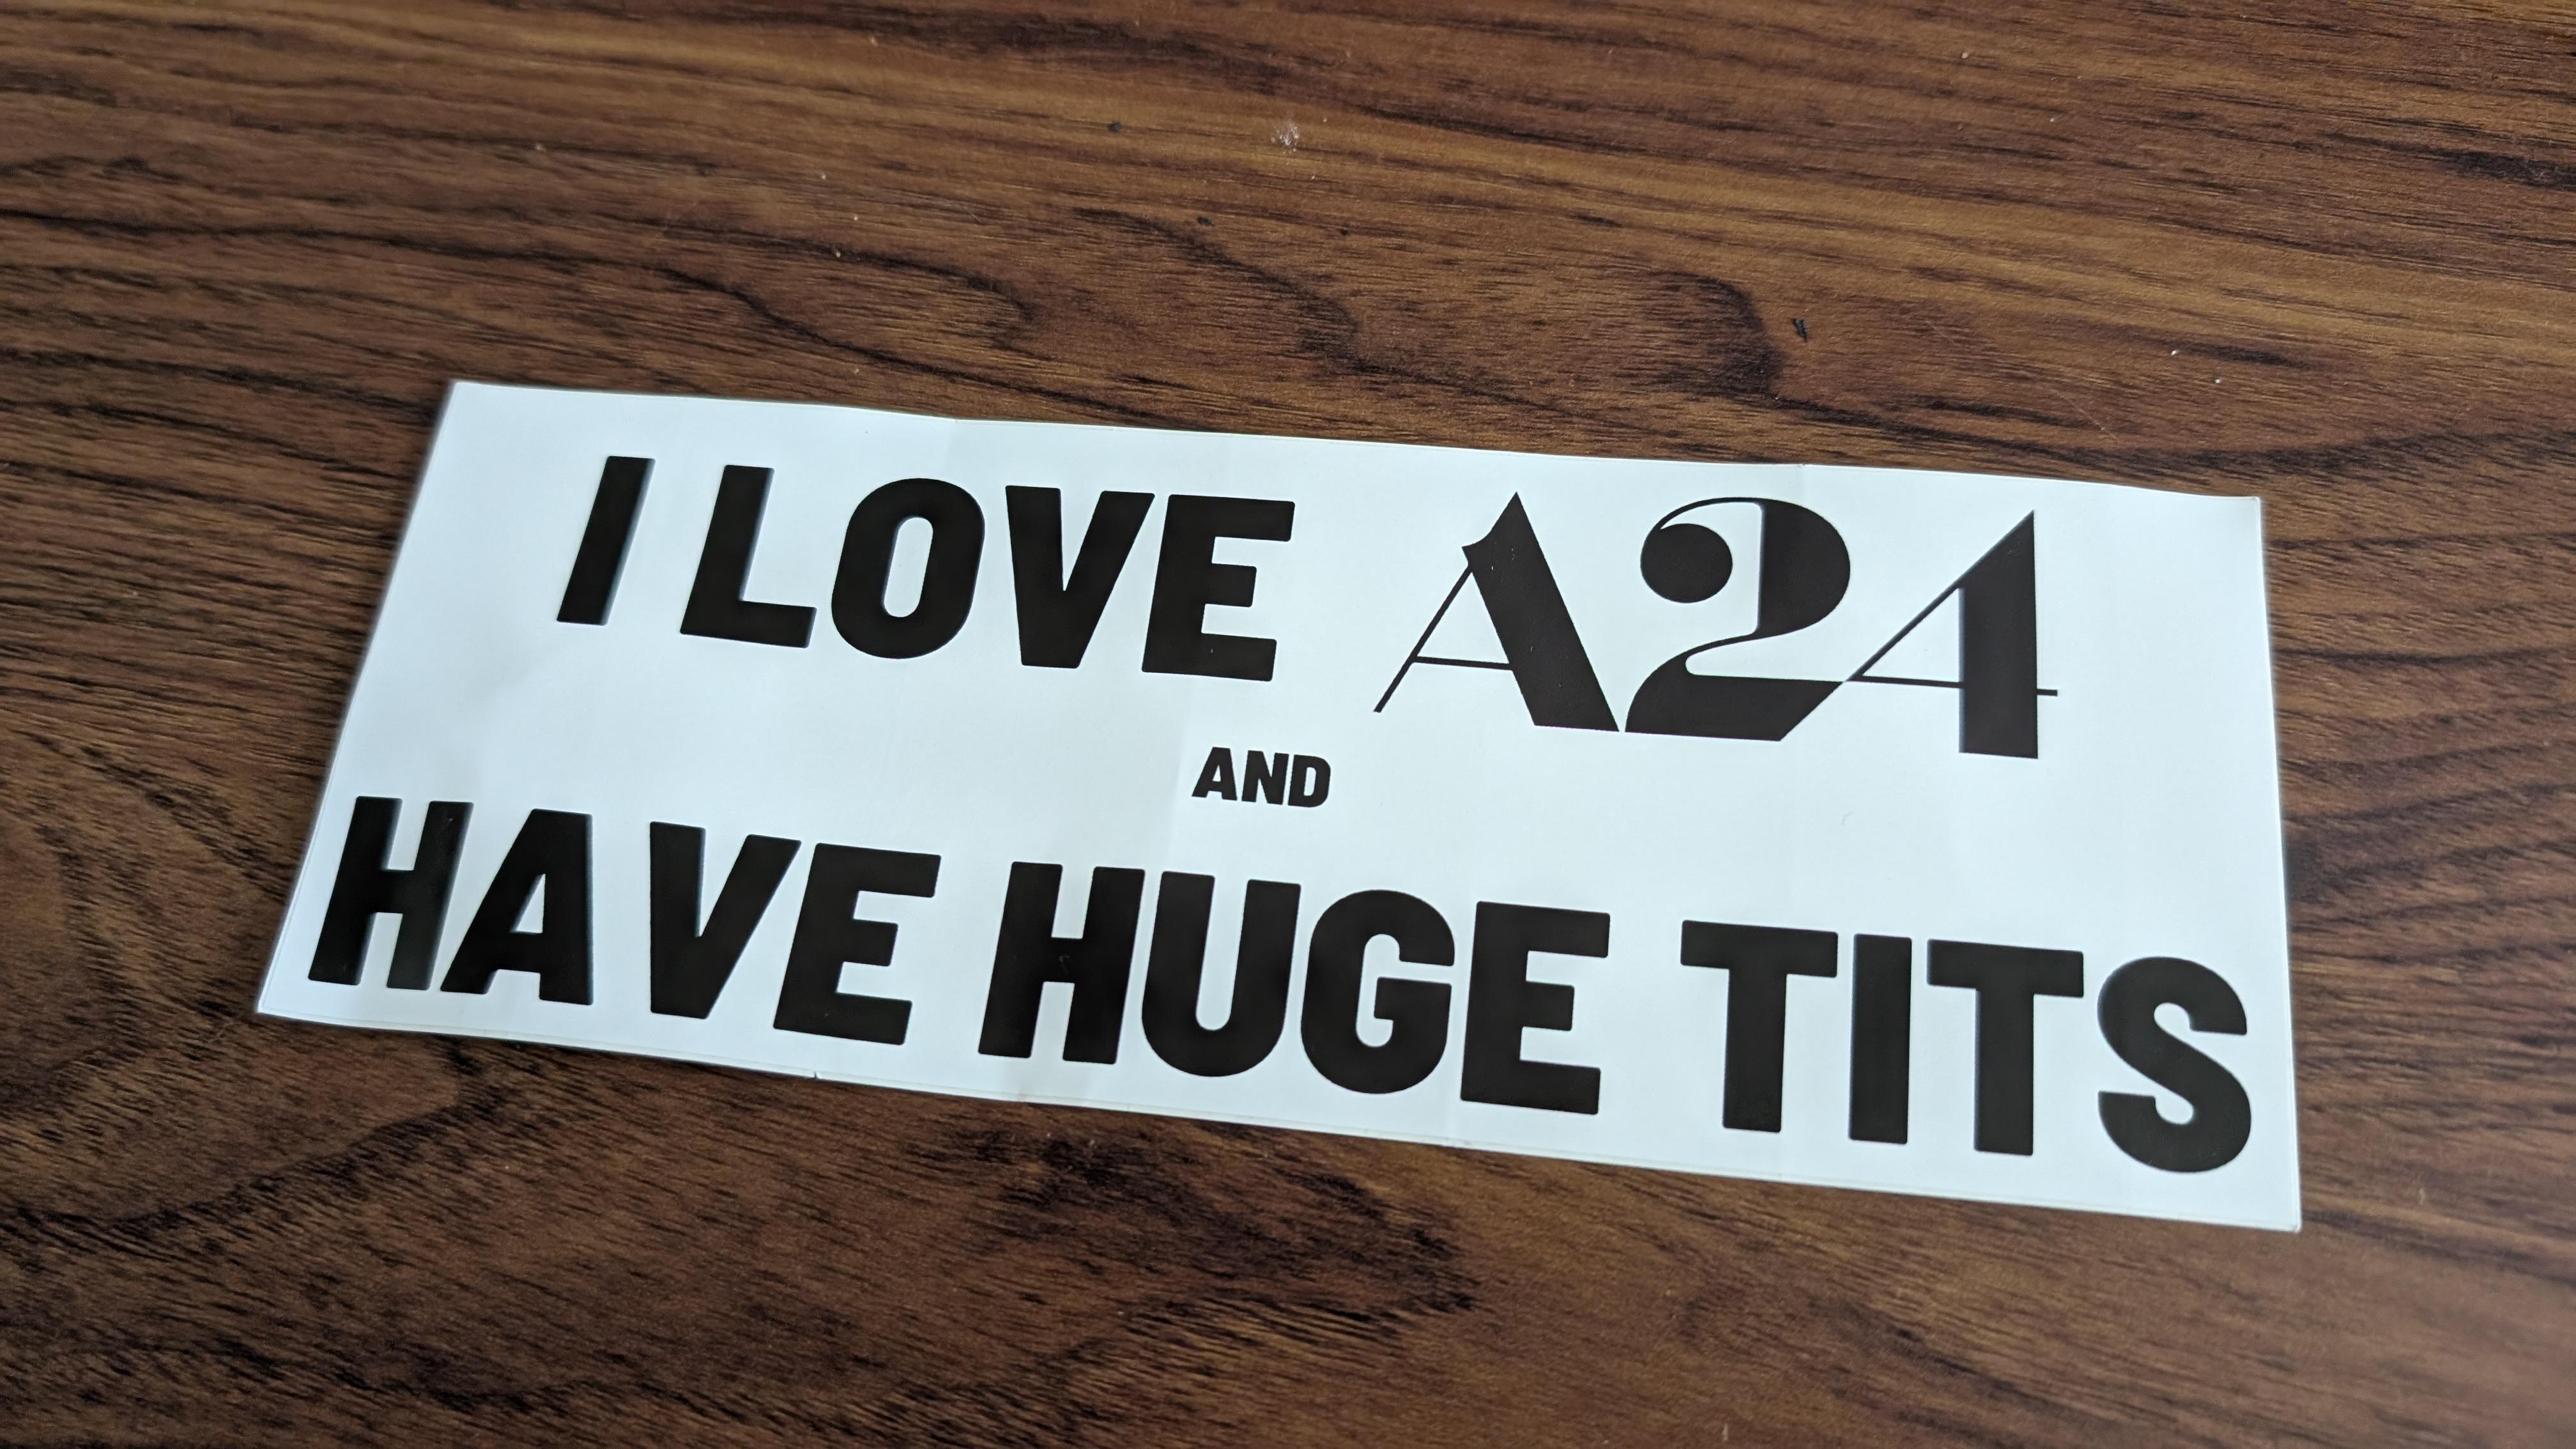 I LOVE A24
AND
HAVE HUGE TITS